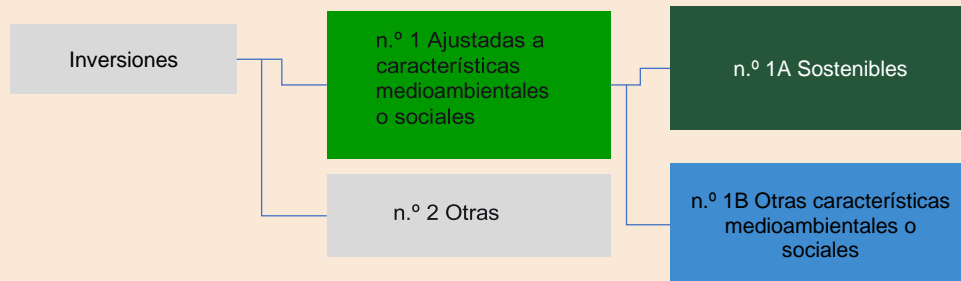 Inversiones
n.º 1 Ajustadas a
características
medioambientales
o sociales
n.º 2 Otras
n.º 1A Sostenibles
n.º 1B Otras características
medioambientales o
sociales